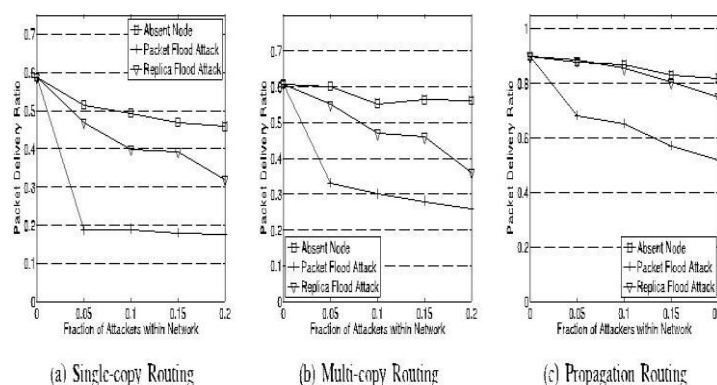 Packet Delivery Ratio
0.7
0.6
0.5
0.4
0.3
0.2
0.1
0
Absent Node
Packet Flood Attack
Replica Flood Attack
0 0.05 0.1 0.15 0.2
Fraction of Attackers within Network
(a) Single-copy Routing
Packet Delivery Ratio
0.7
0.6
0.5
0.4
0.3
0.2
0.1
0
Absent Node
Packet Flood Attack
Replica Flood Attack
0 0.05 0.1 0.15 0.2
Fraction of Attackers within Network
(b) Multi-copy Routing
Packet Delivery Ratio
1
0.8
0.6
0.4
0.2
0
Absent Node
Packet Flood Attack
Replica Flood Attack
0 0.05 0.1 0.15 0.2
Fraction of Attackers within Network
(c) Propagation Routing